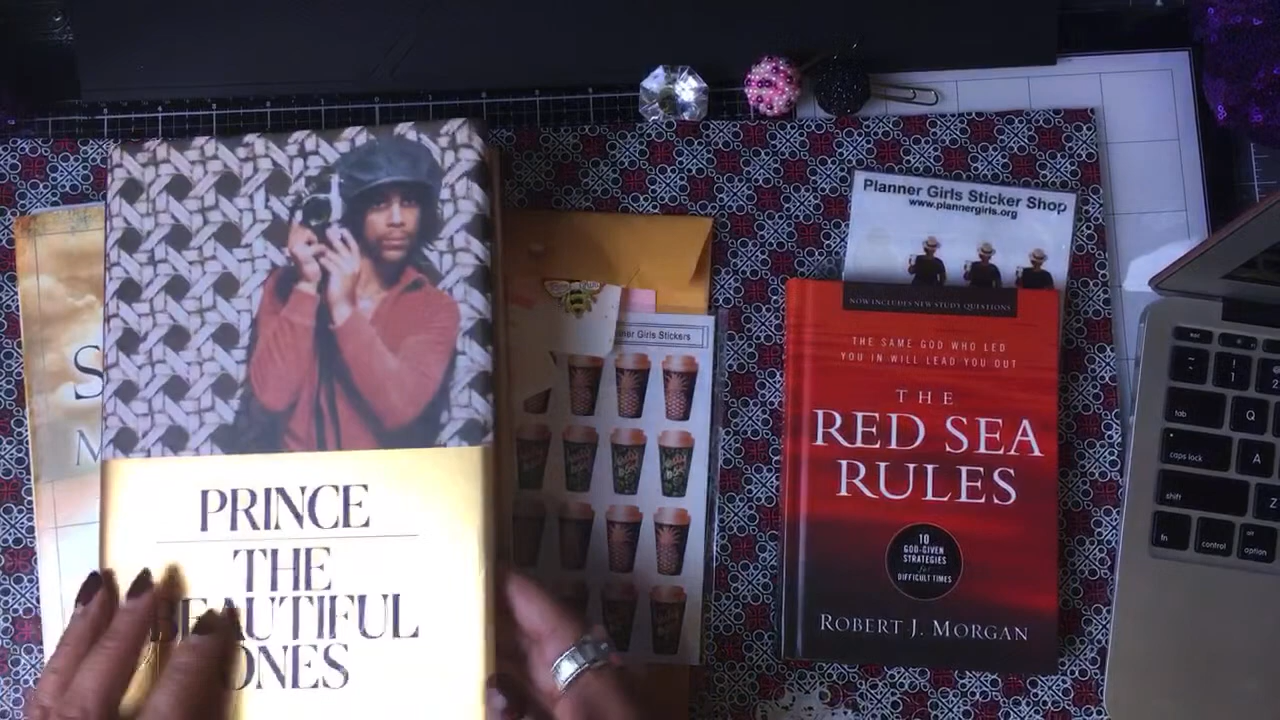 PRINCE
THE
BEAUTIFUL
ONES
S
M
Planner Girls Sticker Shop
www.plannergirls.org
ner Girls Stickers
NOW INCLUDES NEW STUDY QUESTIONS
THE SAME GOD WHO LED
YOU IN WILL LEAD YOU OUT
THE
RED SEA
RULES
10
GOD-GIVEN
STRATEGIES
for
DIFFICULT TIMES
ROBERT J. MORGAN
tab
Q
caps lock
A
shift
Z
fn
control
alt
option